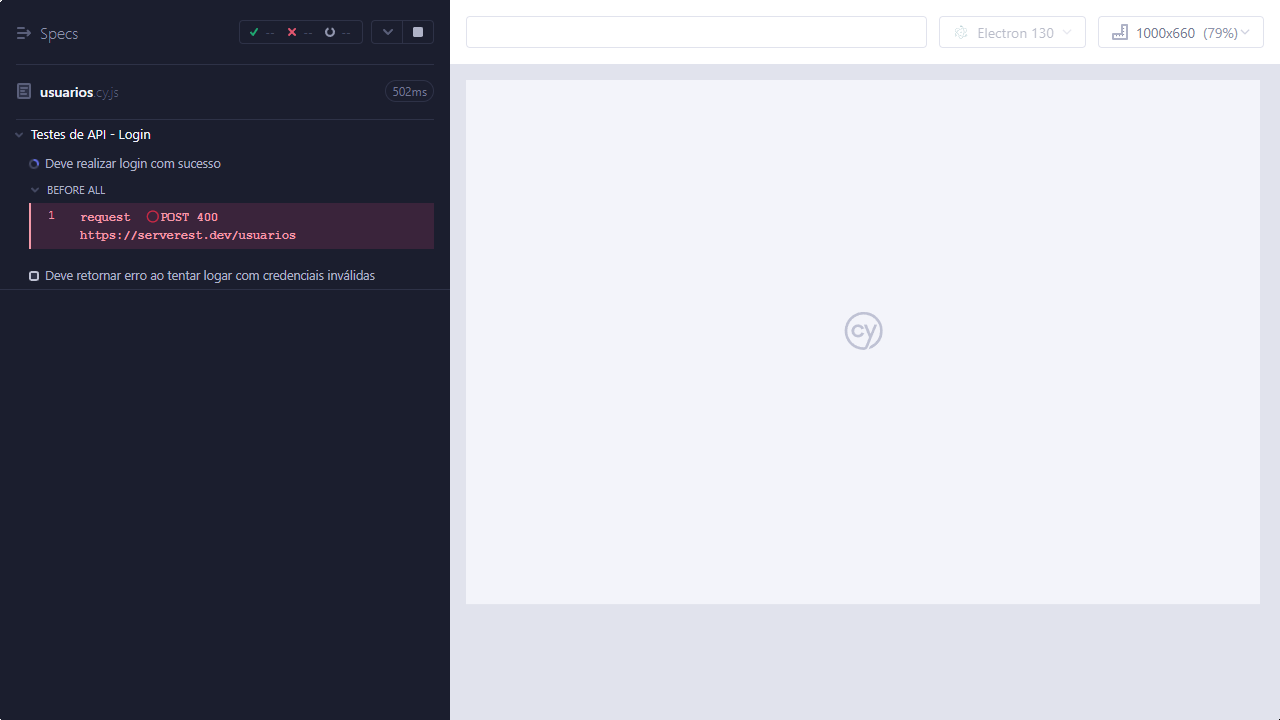 Specs
-- -- --
usuarios.cy.js
502ms
Testes de API - Login
Deve realizar login com sucesso
BEFORE ALL
1 request POST 400
https://serverest.dev/usuarios
Deve retornar erro ao tentar logar com credenciais inválidas
Electron 130
1000x660 (79%)
cy